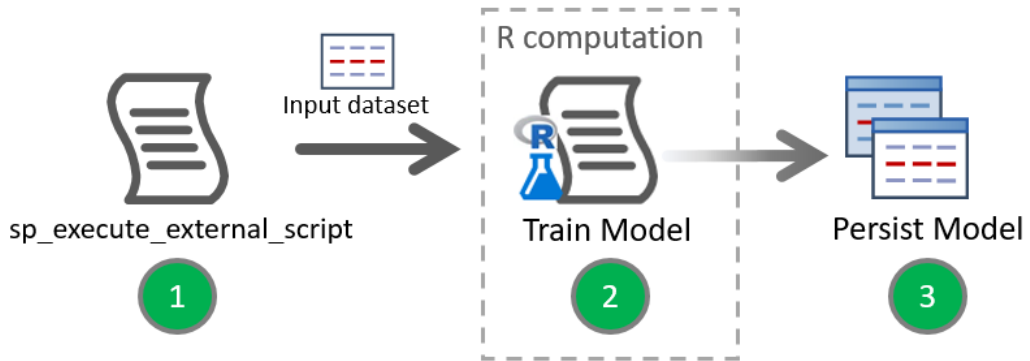 R computation
Input dataset
R
sp_execute_external_script
Train Model
Persist Model
1
2
3